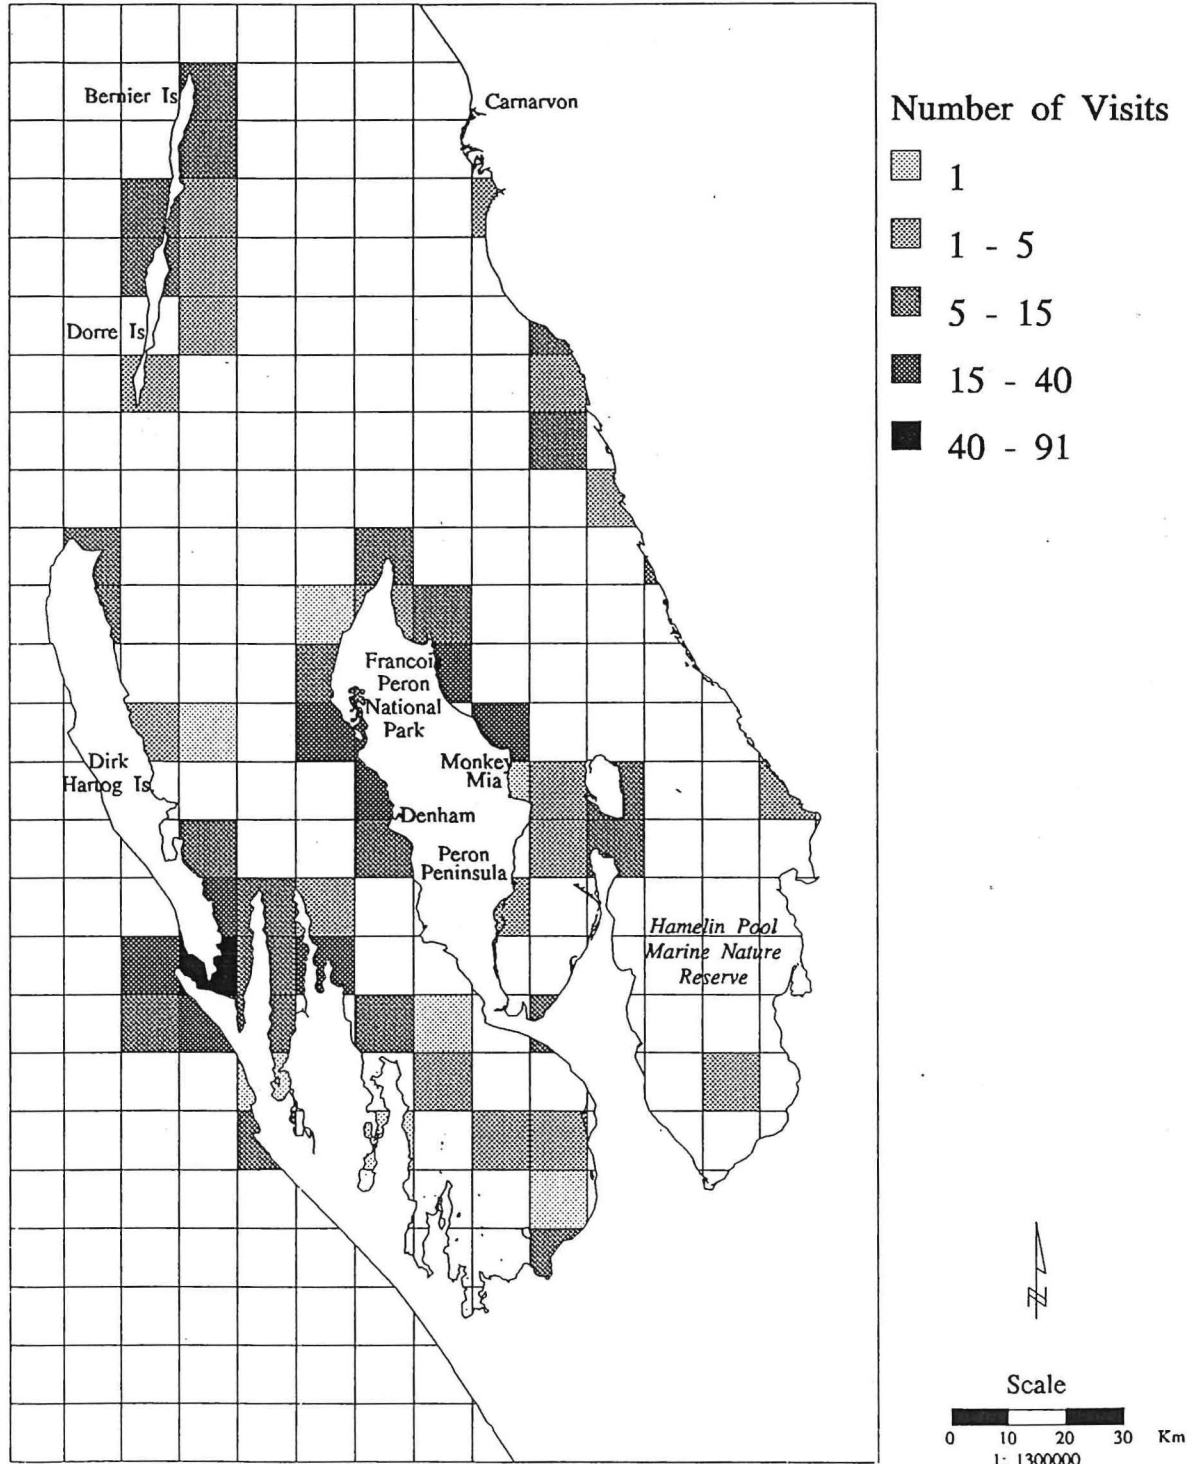 Bernier Is
Carnarvon
Dorre Is
Number of Visits
1
1 - 5
5 - 15
15 - 40
40 - 91
Francois
Peron
National
Park
Dirk
Hartog Is
Monkey
Mia
Denham
Peron
Peninsula
Hamelin Pool
Marine Nature
Reserve
N
Scale
0 10 20 30 Km
1: 1300000